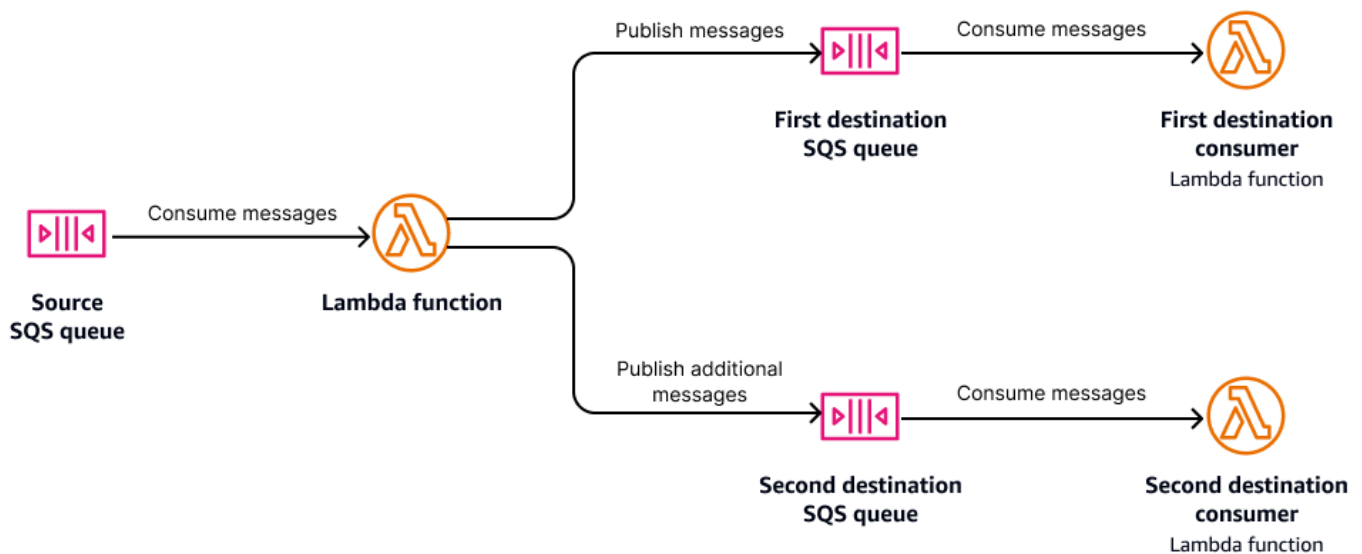 Publish messages
Consume messages
First destination
SQS queue
First destination
consumer
Lambda function
Consume messages
Source
SQS queue
Lambda function
Publish additional
messages
Consume messages
Second destination
SQS queue
Second destination
consumer
Lambda function